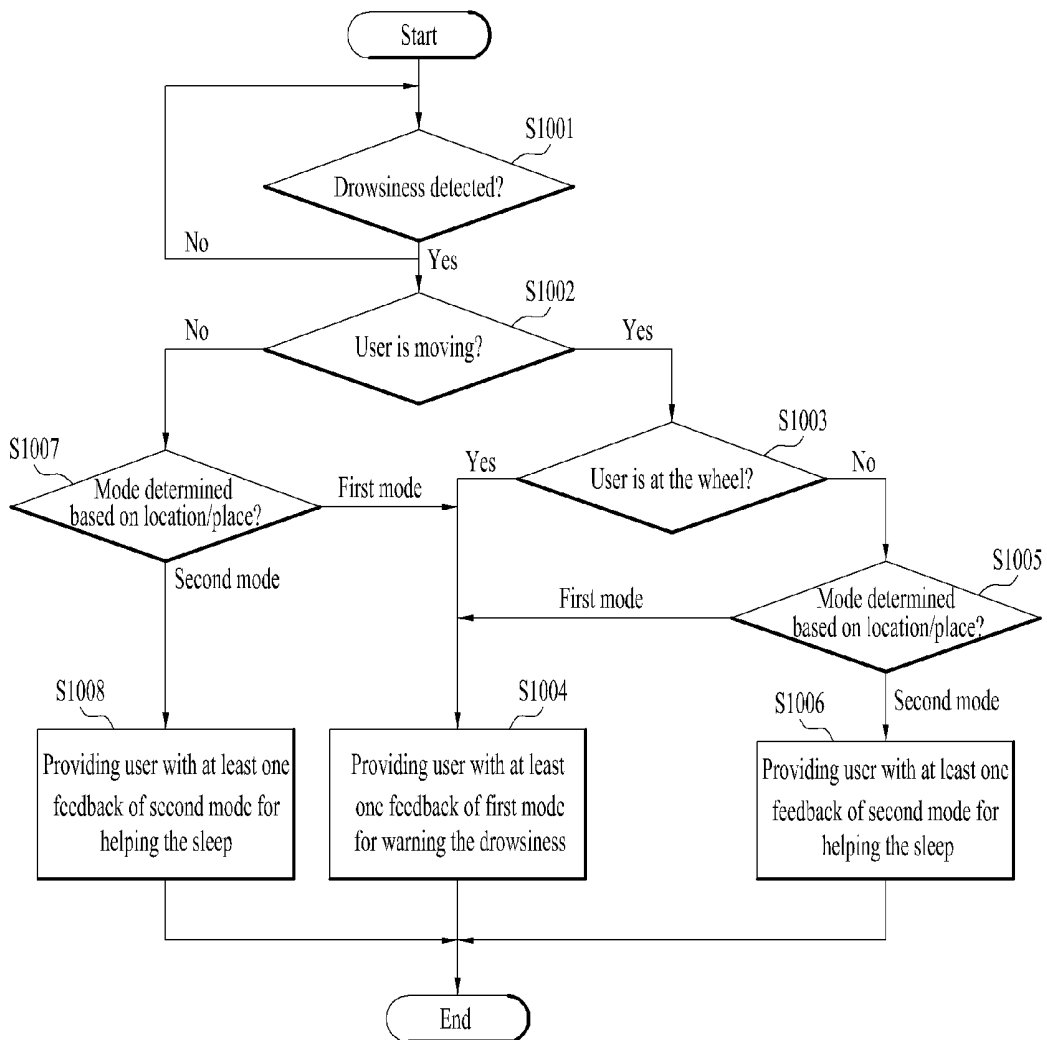 Start
S1001
Drowsiness detected?
No
Yes
S1002
No
User is moving?
Yes
S1007
S1003
Mode determined
based on location/place?
First mode
Yes
User is at the wheel?
No
Second mode
S1005
First mode
Mode determined
based on location/place?
Second mode
S1008
S1004
S1006
Providing user with at least one
feedback of second mode for
helping the sleep
Providing user with at least
one feedback of first mode
for warning the drowsiness
Providing user with at least one
feedback of second mode for
helping the sleep
End